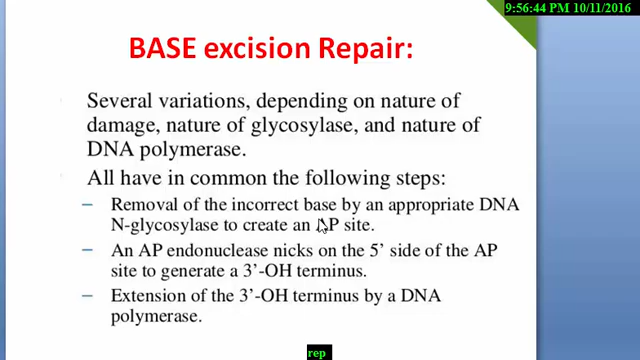 9:56:44 PM 10/11/2016
BASE excision Repair:
Several variations, depending on nature of
damage, nature of glycosylase, and nature of
DNA polymerase.
All have in common the following steps:
– Removal of the incorrect base by an appropriate DNA
N-glycosylase to create an AP site.
– An AP endonuclease nicks on the 5’ side of the AP
site to generate a 3’-OH terminus.
– Extension of the 3’-OH terminus by a DNA
polymerase.
rep